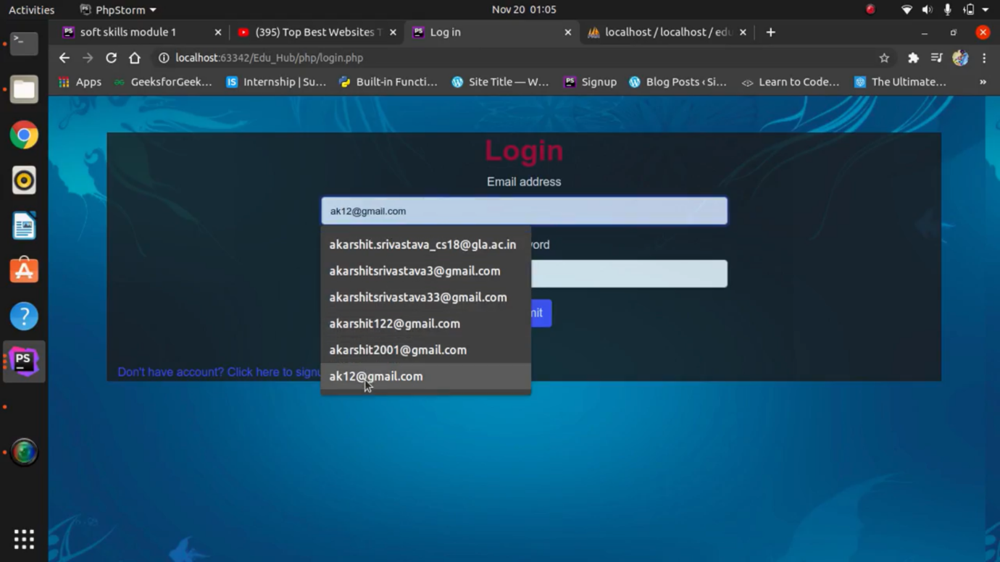 Activities PhpStorm Nov 20 01:05
soft skills module 1 (395) Top Best Websites T Log in localhost / localhost / edu
localhost:63342/Edu_Hub/php/login.php
Apps GeeksforGeek... Internship | Su... Built-in Functi... Site Title — W... Signup Blog Posts ‹ Si... Learn to Code... The Ultimate... »
Login
Email address
ak12@gmail.com
akarshit.srivastava_cs18@gla.ac.in
word
akarshitsrivastava3@gmail.com
akarshitsrivastava33@gmail.com
mit
akarshit122@gmail.com
akarshit2001@gmail.com
Don't have account? Click here to signu
ak12@gmail.com